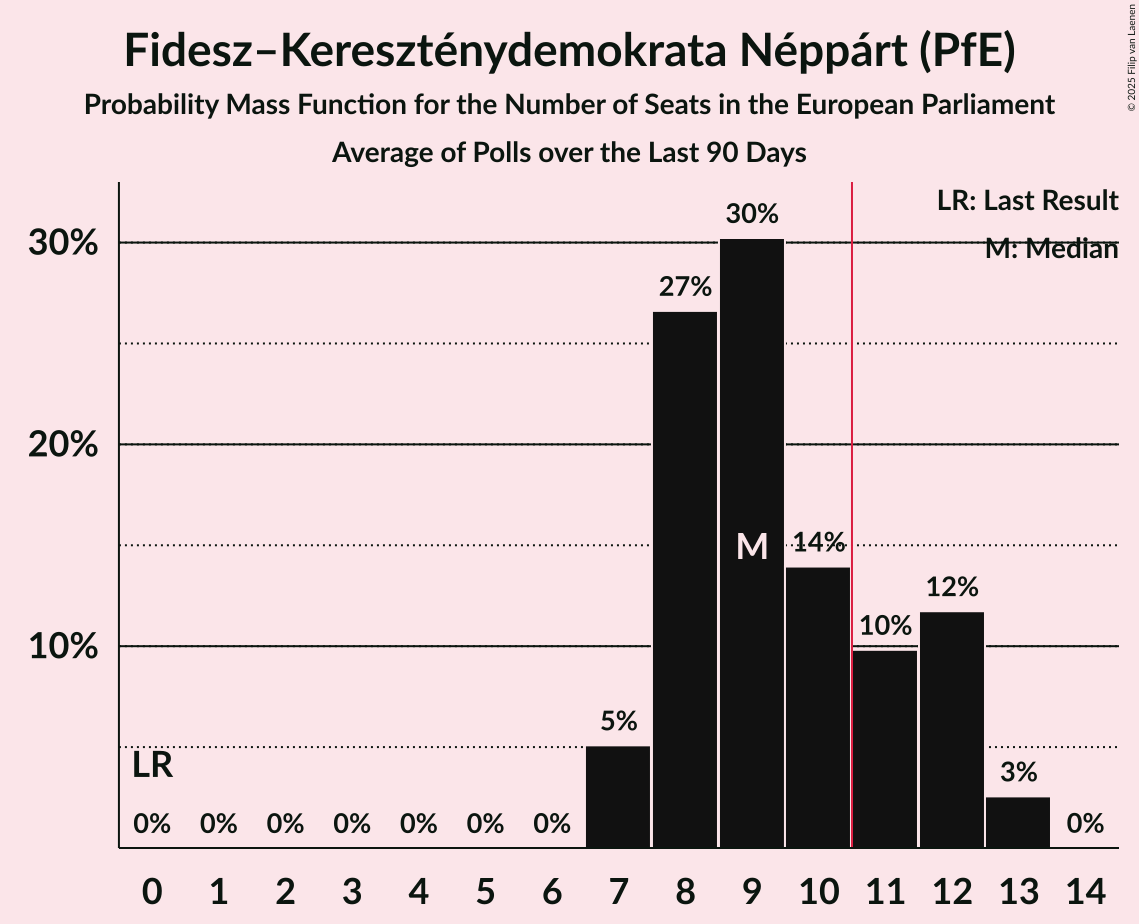 Fidesz–Kereszténydemokrata Néppárt (PfE)
Probability Mass Function for the Number of Seats in the European Parliament
Average of Polls over the Last 90 Days
© 2025 Filip van Laenen
LR: Last Result
M: Median
30%
20%
10%
30%
27%
M
14%
12%
10%
5%
3%
LR
0% 0% 0% 0% 0% 0% 0% 0%
0 1 2 3 4 5 6 7 8 9 10 11 12 13 14